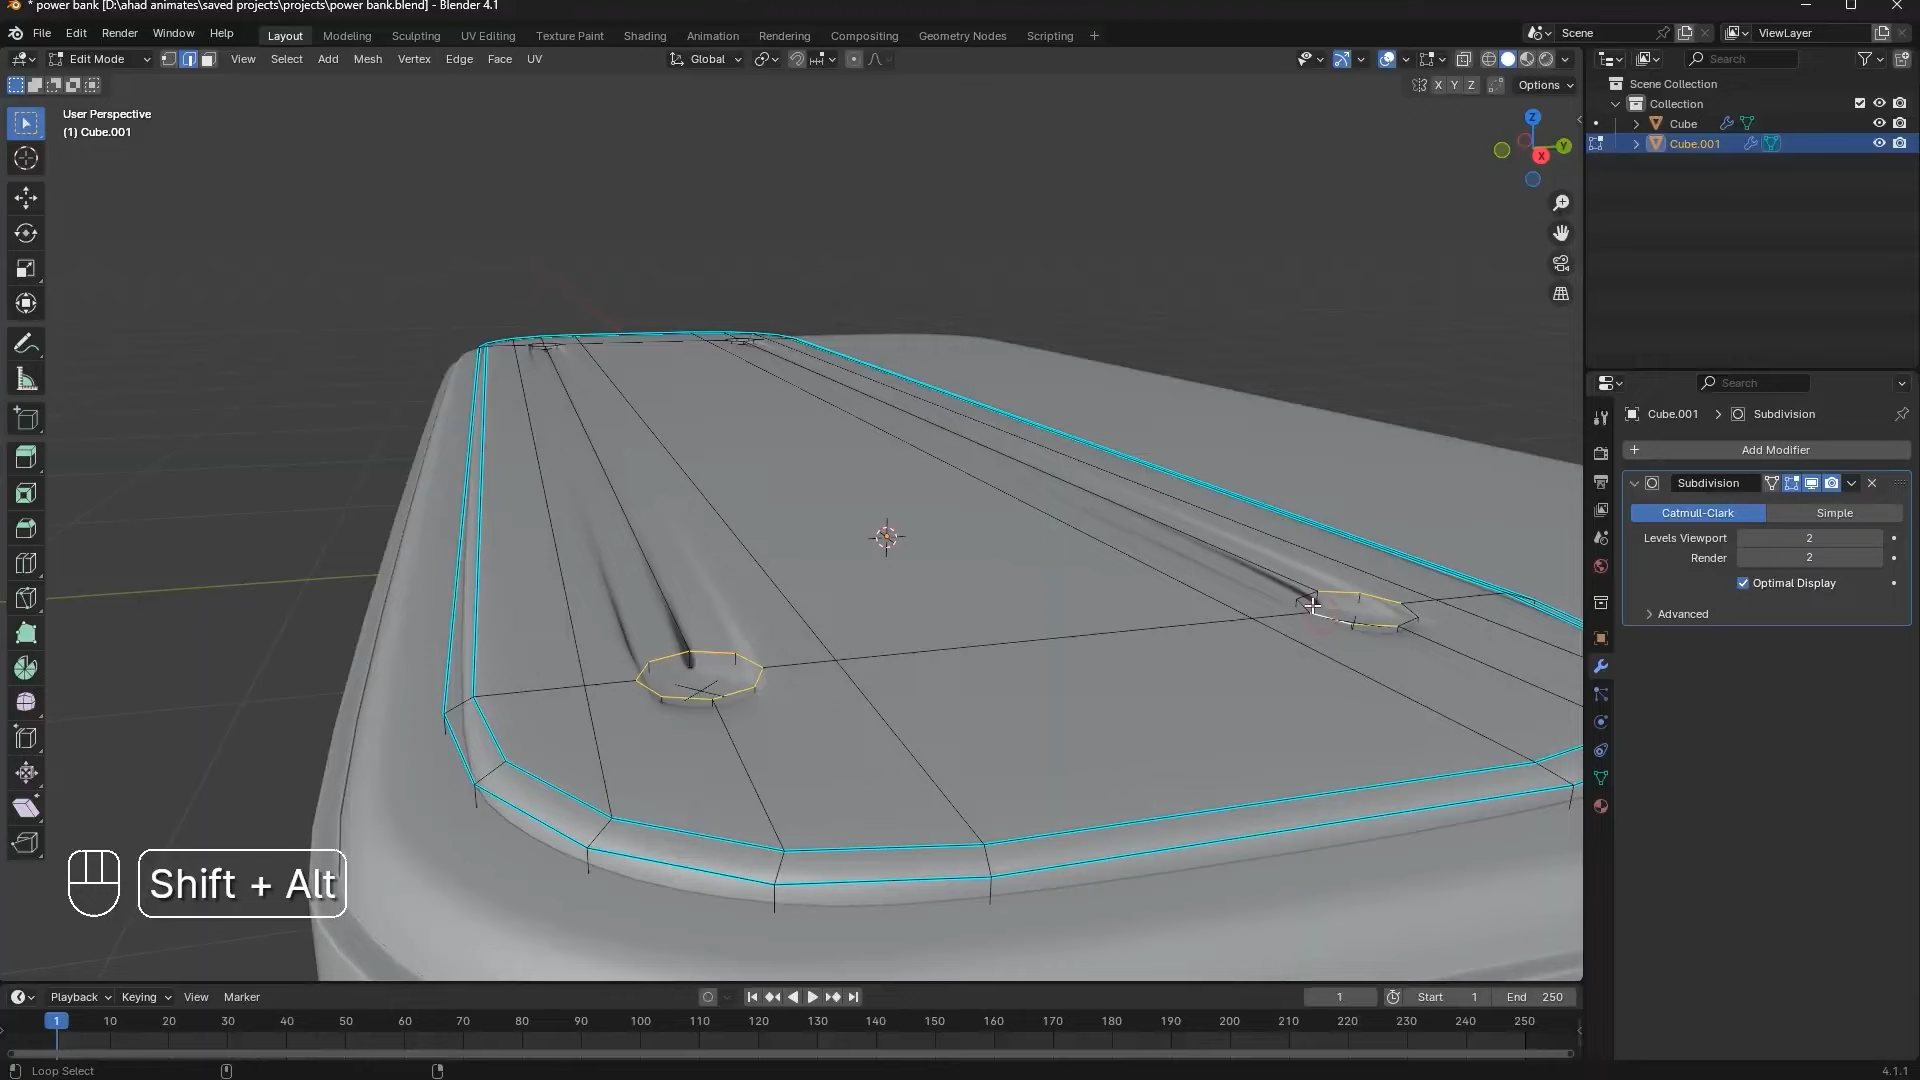 * power bank [D:\ahad animates\saved projects\projects\power bank.blend] - Blender 4.1
File Edit Render Window Help Layout Modeling Sculpting UV Editing Texture Paint Shading Animation Rendering Compositing Geometry Nodes Scripting + Scene ViewLayer
Edit Mode View Select Add Mesh Vertex Edge Face UV Global Search
X Y Z Options
Scene Collection
Collection
Cube
Cube.001
User Perspective
(1) Cube.001
Z
Y
X
Search
Cube.001 > Subdivision
+ Add Modifier
Subdivision
Catmull-Clark Simple
Levels Viewport 2
Render 2
Optimal Display
Advanced
Shift + Alt
Playback Keying View Marker 1 Start 1 End 250
1 10 20 30 40 50 60 70 80 90 100 110 120 130 140 150 160 170 180 190 200 210 220 230 240 250
Loop Select 4.1.1